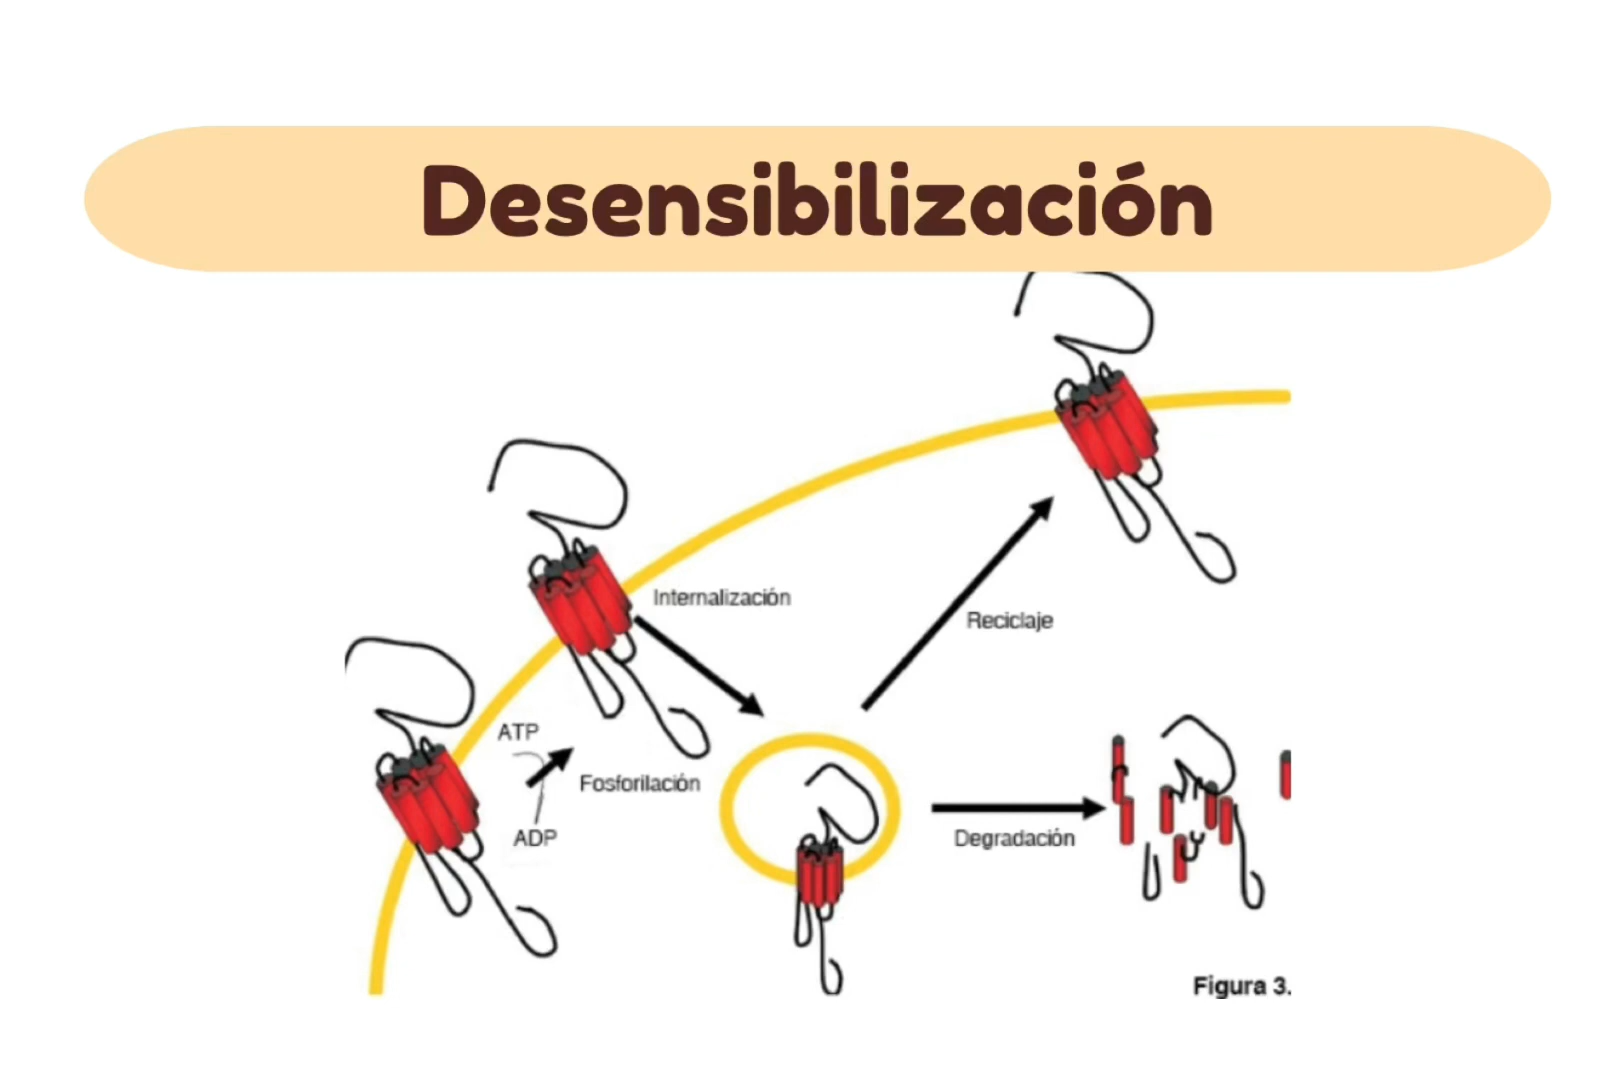 Desensibilización
Internalización
Reciclaje
ATP
Fosforilación
ADP
Degradación
Figura 3.